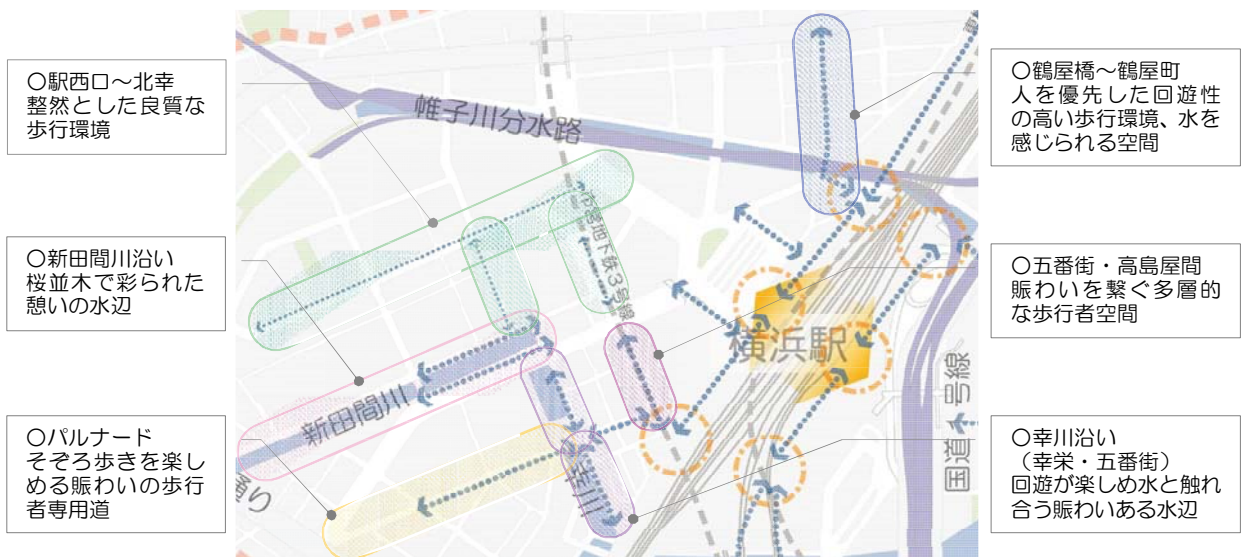 〇駅西口～北幸
整然とした良質な
歩行環境
〇新田間川沿い
桜並木で彩られた
憩いの水辺
〇パルナード
そぞろ歩きを楽し
める賑わいの歩行
者専用道
帷子川分水路
市営地下鉄3号線
横浜駅
新田間川
幸川
通り
国道1号線
〇鶴屋橋～鶴屋町
人を優先した回遊性
の高い歩行環境、水を
感じられる空間
〇五番街・高島屋間
賑わいを繋ぐ多層的
な歩行者空間
〇幸川沿い
（幸栄・五番街）
回遊が楽しめ水と触れ
合う賑わいある水辺